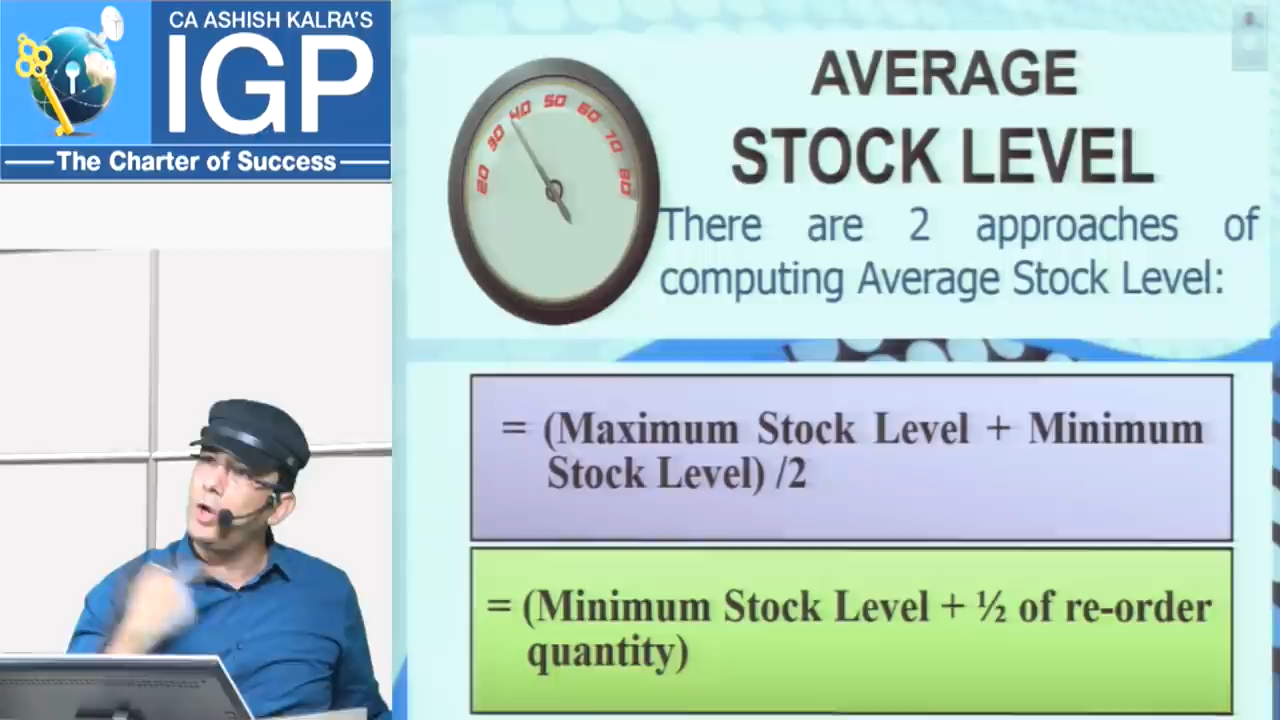 CA ASHISH KALRA'S
IGP
The Charter of Success
AVERAGE
STOCK LEVEL
20 30 40 50 60 70 80
There are 2 approaches of
computing Average Stock Level:
= (Maximum Stock Level + Minimum
Stock Level) /2
= (Minimum Stock Level + ½ of re-order
quantity)